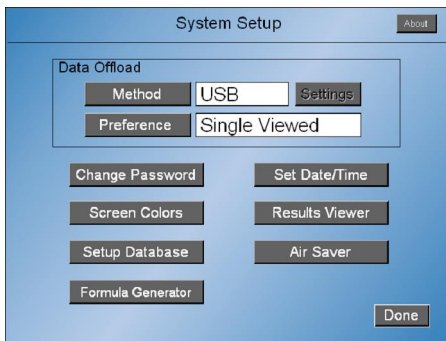 System Setup
About
Data Offload
Method
USB
Settings
Preference
Single Viewed
Change Password
Set Date/Time
Screen Colors
Results Viewer
Setup Database
Air Saver
Formula Generator
Done